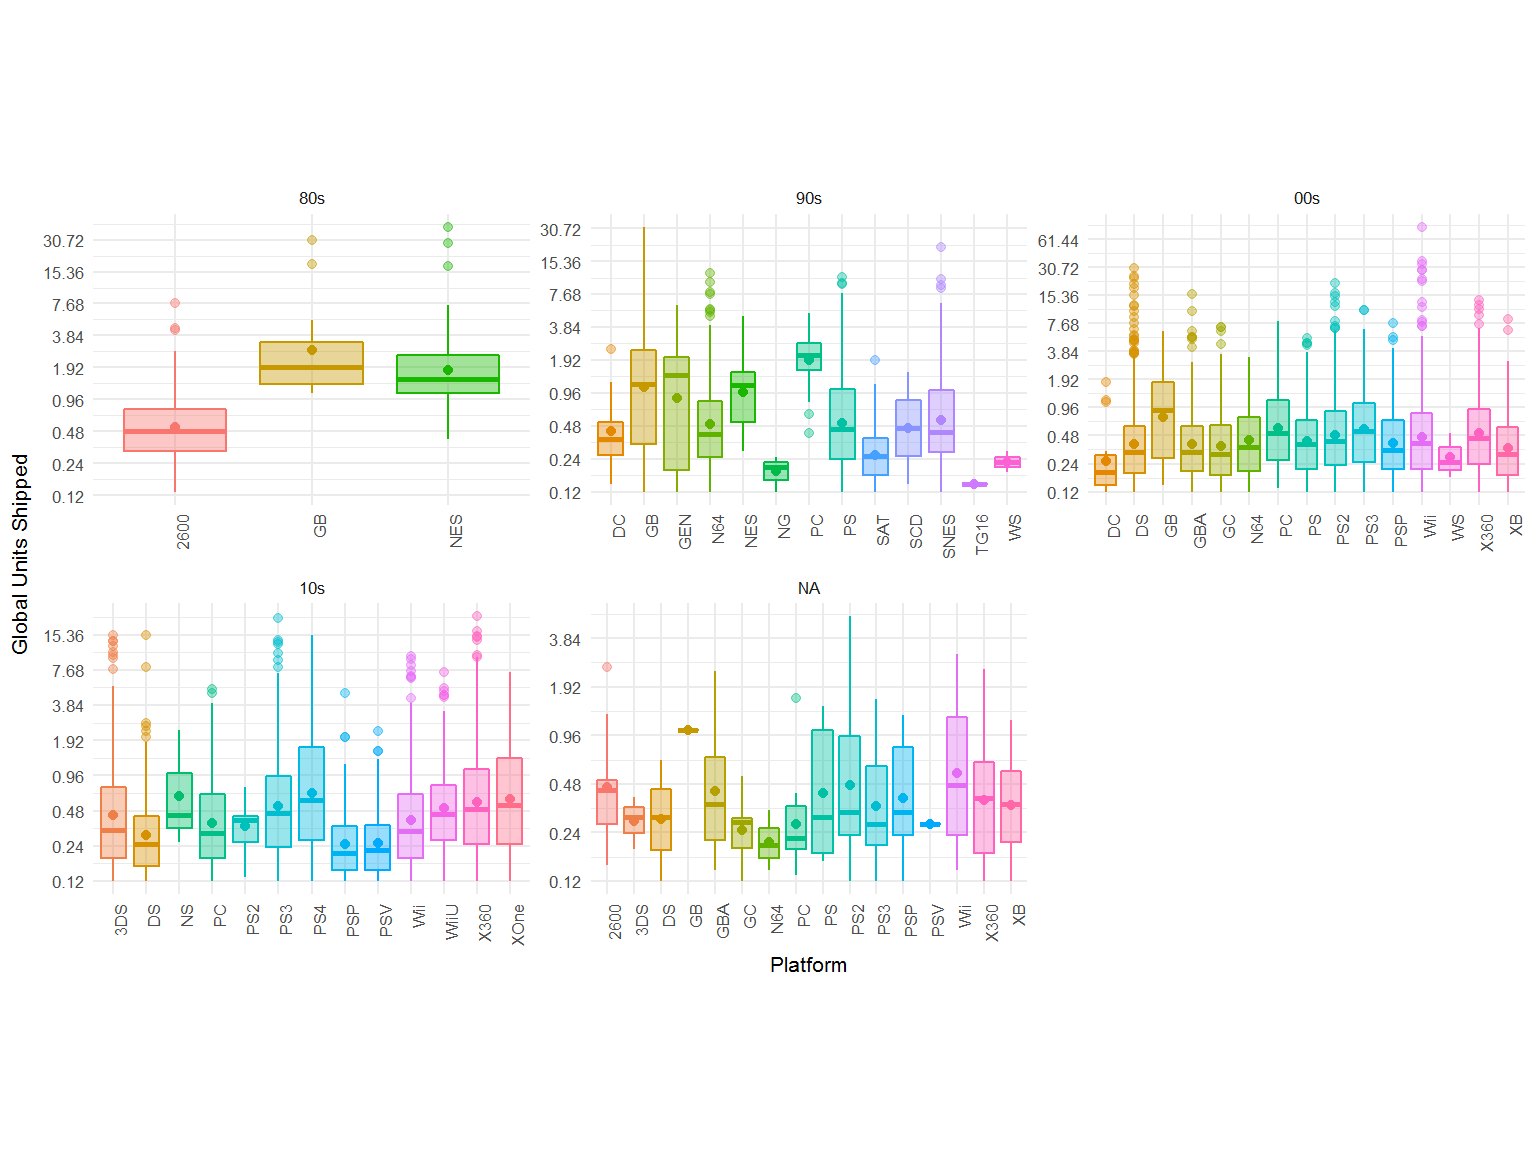 80s
90s
00s
30.72
15.36
7.68
3.84
1.92
0.96
0.48
0.24
0.12
30.72
15.36
7.68
3.84
1.92
0.96
0.48
0.24
0.12
61.44
30.72
15.36
7.68
3.84
1.92
0.96
0.48
0.24
0.12
2600
GB
NES
DC
GB
GEN
N64
NES
NG
PC
PS
SAT
SCD
SNES
TG16
WS
DC
DS
GB
GBA
GC
N64
PC
PS
PS2
PS3
PSP
Wii
WS
X360
XB
Global Units Shipped
10s
NA
15.36
7.68
3.84
1.92
0.96
0.48
0.24
0.12
3.84
1.92
0.96
0.48
0.24
0.12
3DS
DS
NS
PC
PS2
PS3
PS4
PSP
PSV
Wii
WiiU
X360
XOne
2600
3DS
DS
GB
GBA
GC
N64
PC
PS
PS2
PS3
PSP
PSV
Wii
X360
XB
Platform